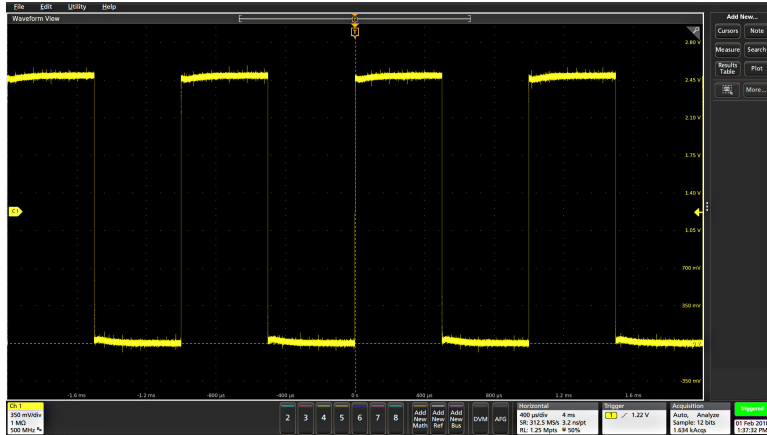 File Edit Utility Help
Waveform View
Add New...
Cursors Note
Measure Search
Results Table Plot
More...
T
2.80 V
2.45 V
2.10 V
1.75 V
1.40 V
1.05 V
700 mV
350 mV
-350 mV
C1
-1.6 ms -1.2 ms -800 µs -400 µs 0 s 400 µs 800 µs 1.2 ms 1.6 ms
Ch 1
350 mV/div
1 MΩ
500 MHz
2 3 4 5 6 7 8
Add New Math
Add New Ref
Add New Bus
DVM AFG
Horizontal
400 µs/div 4 ms
SR: 312.5 MS/s 3.2 ns/pt
RL: 1.25 Mpts 50%
Trigger
1 1.22 V
Acquisition
Auto, Analyze
Sample: 12 bits
1.634 kAcqs
Triggered
01 Feb 2018
1:37:32 PM